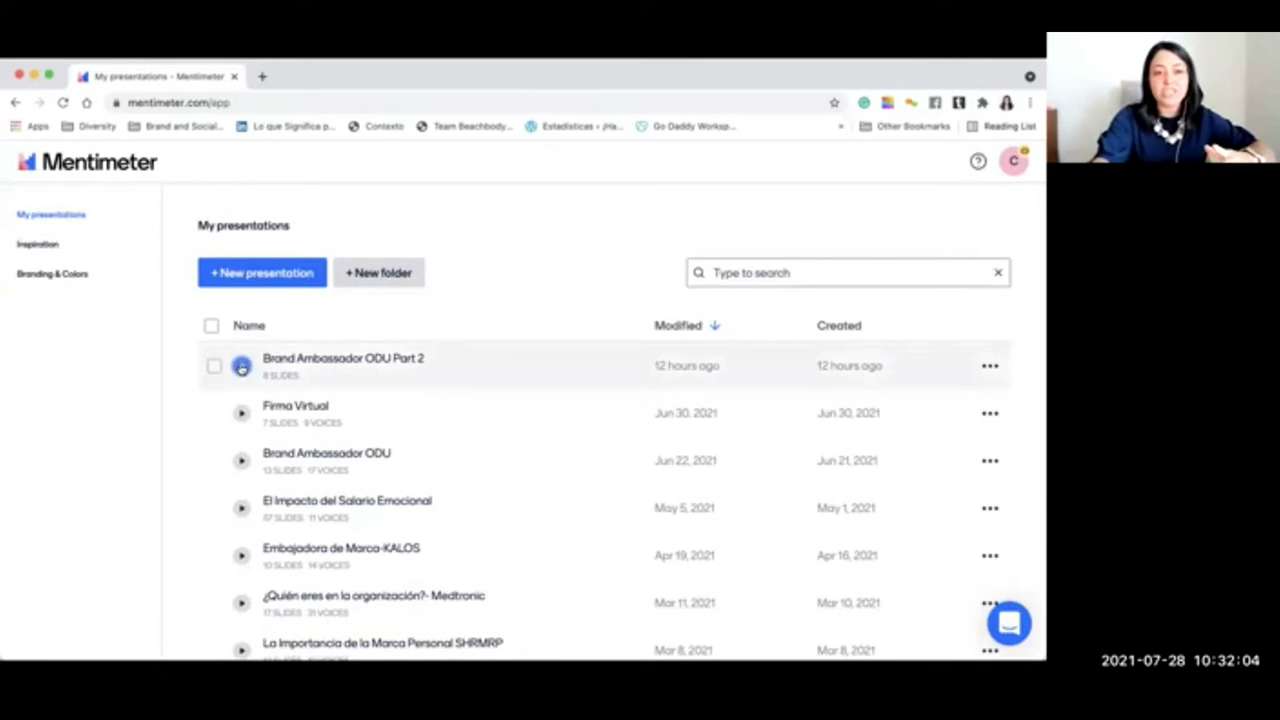 My presentations - Mentimeter
mentimeter.com/app
Apps Diversity Brand and Social... Lo que Significa p... Contexto Team Beachbody... Estadísticas ‹ ¡Ha... Go Daddy Worksp... » Other Bookmarks Reading List
Mentimeter
C
My presentations
Inspiration
Branding & Colors
My presentations
+ New presentation + New folder Type to search
Name Modified Created
Brand Ambassador ODU Part 2 12 hours ago 12 hours ago
8 SLIDES
Firma Virtual Jun 30, 2021 Jun 30, 2021
7 SLIDES 9 VOICES
Brand Ambassador ODU Jun 22, 2021 Jun 21, 2021
13 SLIDES 17 VOICES
El Impacto del Salario Emocional May 5, 2021 May 1, 2021
57 SLIDES 11 VOICES
Embajadora de Marca-KALOS Apr 19, 2021 Apr 16, 2021
10 SLIDES 14 VOICES
¿Quién eres en la organización?- Medtronic Mar 11, 2021 Mar 10, 2021
17 SLIDES 31 VOICES
La Importancia de la Marca Personal SHRMRP Mar 8, 2021 Mar 8, 2021
2021-07-28 10:32:04